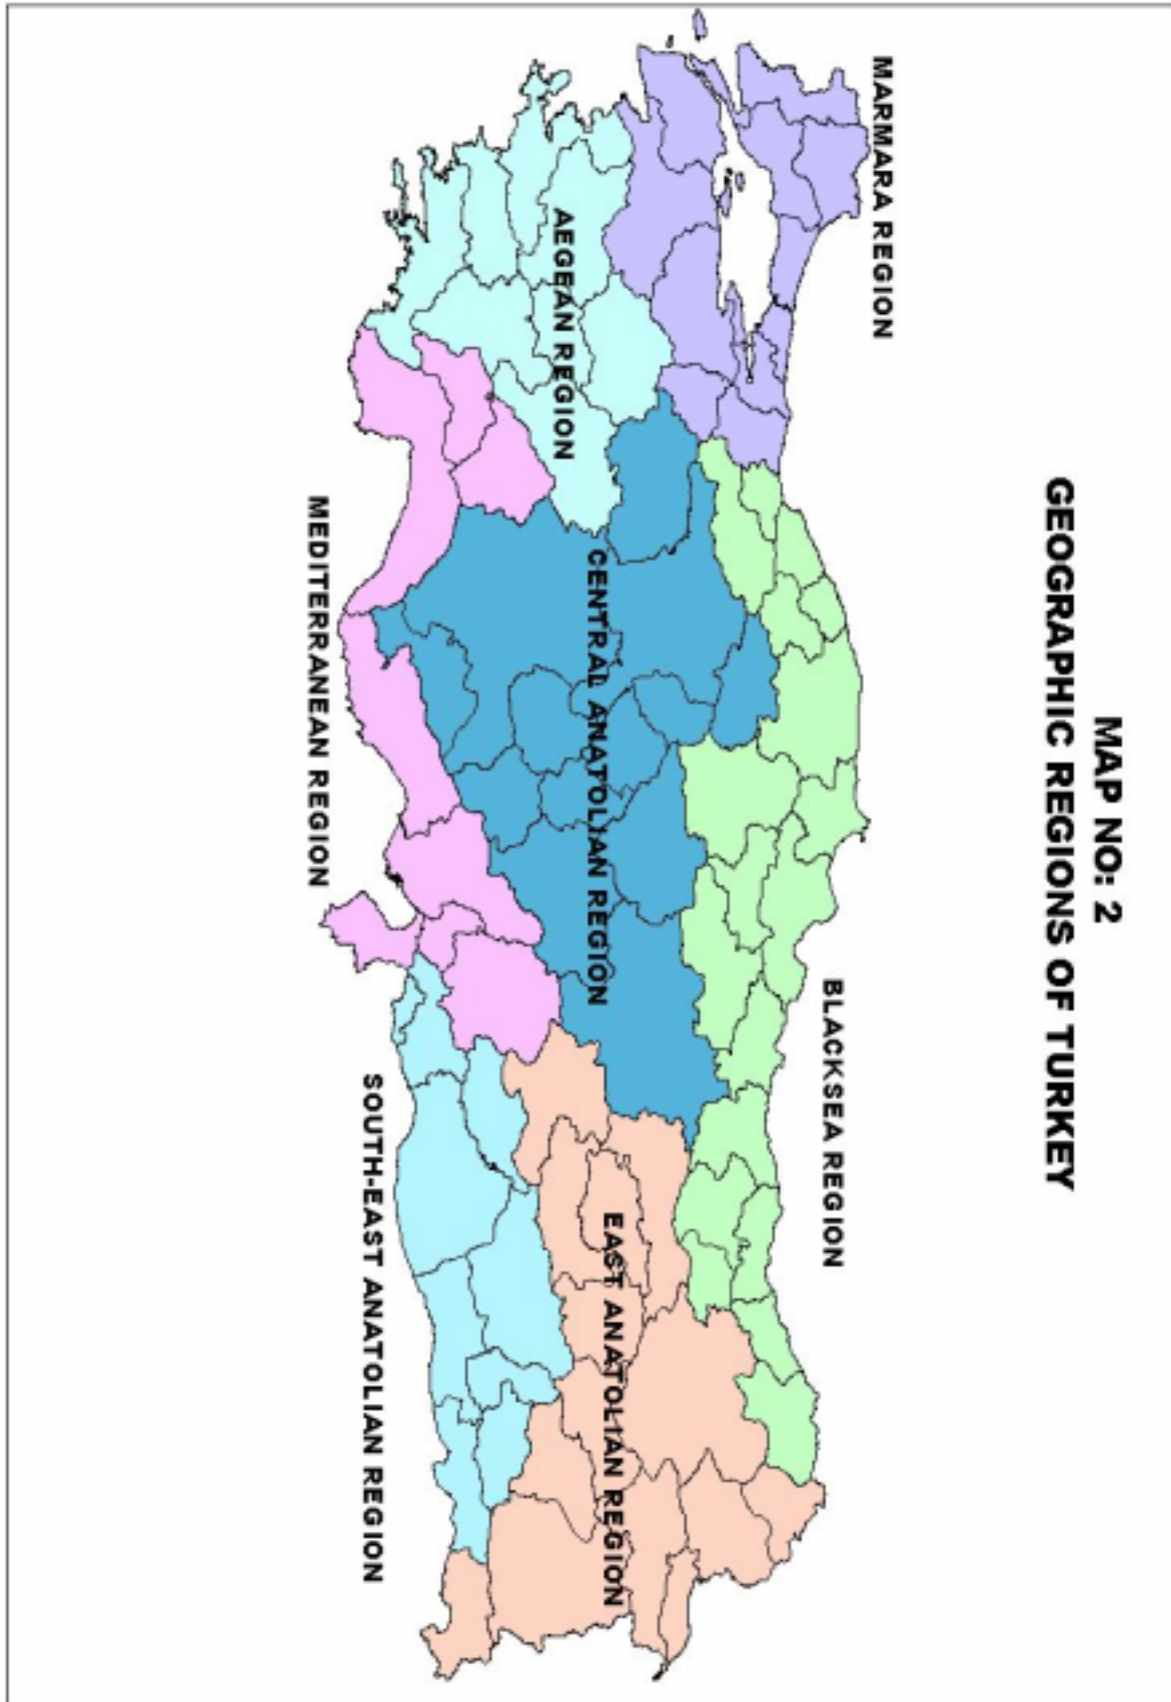 MAP NO: 2
GEOGRAPHIC REGIONS OF TURKEY
MARMARA REGION
BLACKSEA REGION
AEGEAN REGION
CENTRAL ANATOLIAN REGION
EAST ANATOLIAN REGION
MEDITERRANEAN REGION
SOUTH-EAST ANATOLIAN REGION